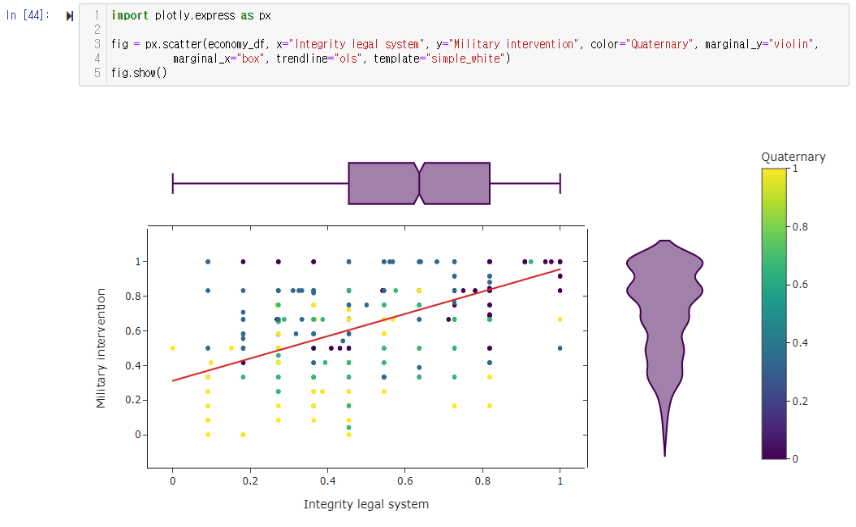 In [44]:
1 import plotly.express as px
2
3 fig = px.scatter(economy_df, x="Integrity legal system", y="Military intervention", color="Quaternary", marginal_y="violin",
4 marginal_x="box", trendline="ols", template="simple_white")
5 fig.show()
Quaternary
1
0.8
0.6
0.4
0.2
0
Military intervention
1
0.8
0.6
0.4
0.2
0
0 0.2 0.4 0.6 0.8 1
Integrity legal system